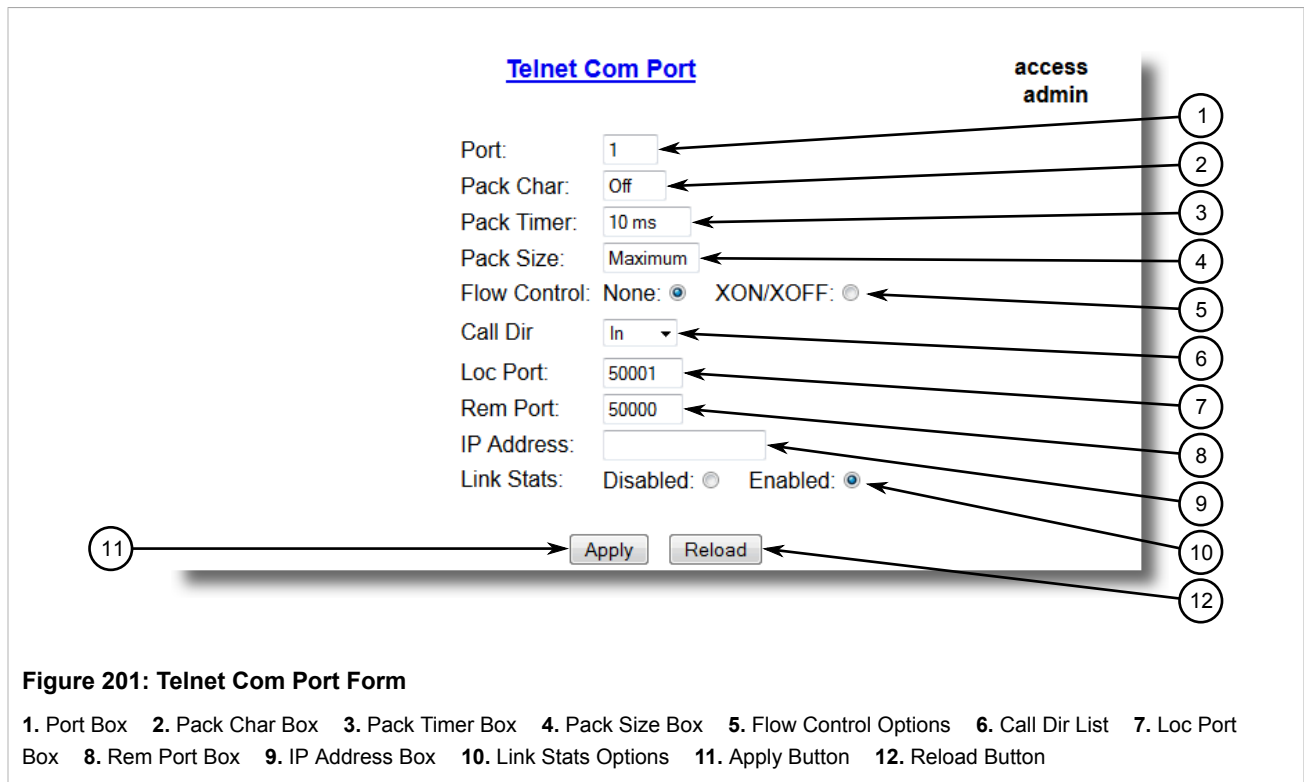 Telnet Com Port
access
admin
1
Port: 1
2
Pack Char: Off
3
Pack Timer: 10 ms
4
Pack Size: Maximum
Flow Control: None: XON/XOFF:
5
Call Dir In
6
Loc Port: 50001
7
Rem Port: 50000
8
IP Address:
9
Link Stats: Disabled: Enabled:
10
11
Apply Reload
12
Figure 201: Telnet Com Port Form
1. Port Box 2. Pack Char Box 3. Pack Timer Box 4. Pack Size Box 5. Flow Control Options 6. Call Dir List 7. Loc Port
Box 8. Rem Port Box 9. IP Address Box 10. Link Stats Options 11. Apply Button 12. Reload Button